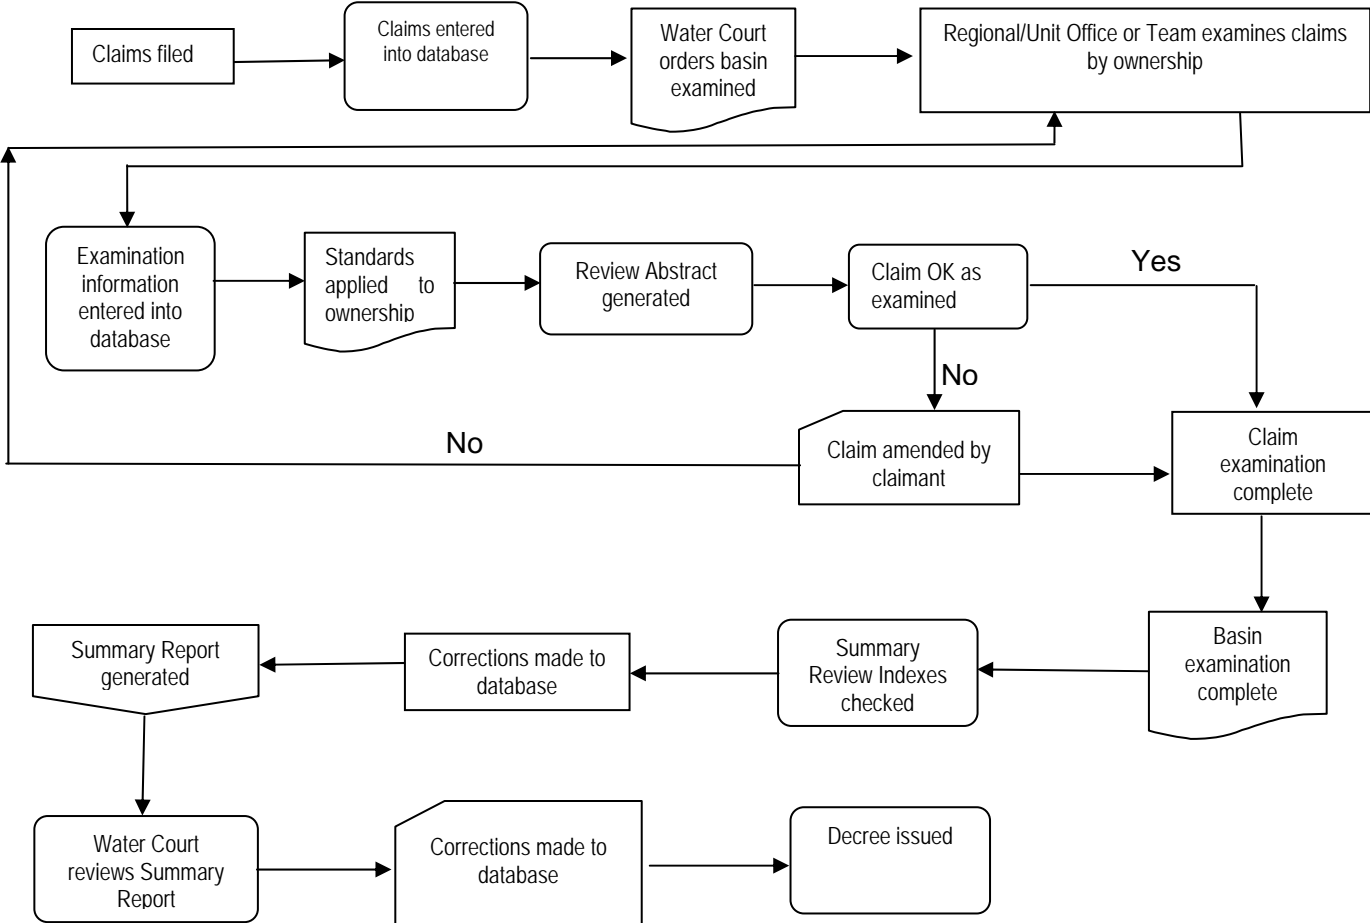 Claims filed
Claims entered
into database
Water Court
orders basin
examined
Regional/Unit Office or Team examines claims
by ownership
Examination
information
entered into
database
Standards
applied to
ownership
Review Abstract
generated
Claim OK as
examined
Yes
No
No
Claim amended by
claimant
Claim
examination
complete
Summary Report
generated
Corrections made to
database
Summary
Review Indexes
checked
Basin
examination
complete
Water Court
reviews Summary
Report
Corrections made to
database
Decree issued